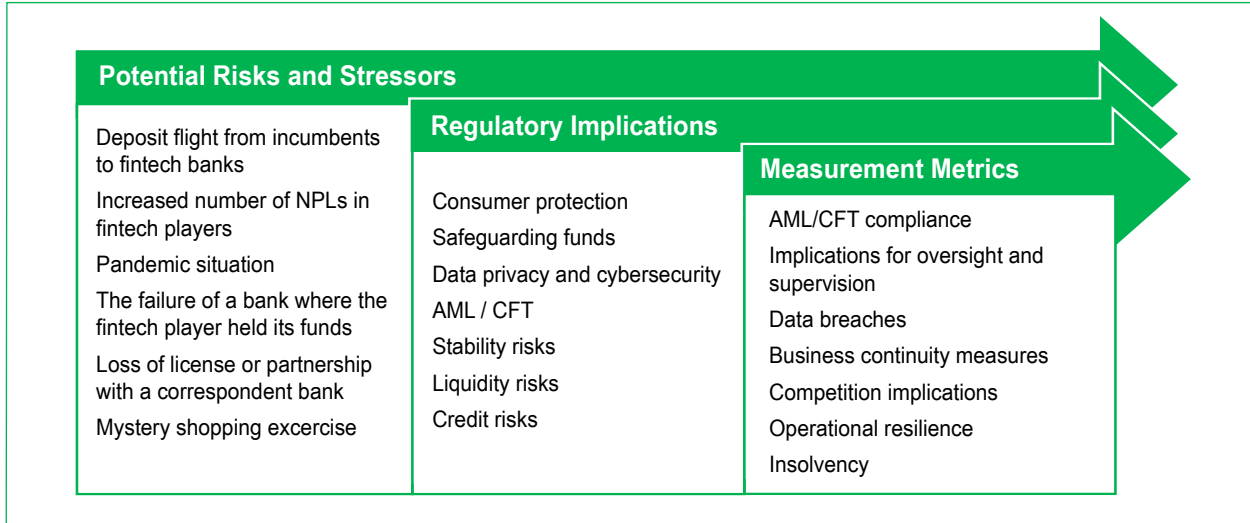 Potential Risks and Stressors
Deposit flight from incumbents
to fintech banks
Increased number of NPLs in
fintech players
Pandemic situation
The failure of a bank where the
fintech player held its funds
Loss of license or partnership
with a correspondent bank
Mystery shopping excercise
Regulatory Implications
Consumer protection
Safeguarding funds
Data privacy and cybersecurity
AML / CFT
Stability risks
Liquidity risks
Credit risks
Measurement Metrics
AML/CFT compliance
Implications for oversight and
supervision
Data breaches
Business continuity measures
Competition implications
Operational resilience
Insolvency